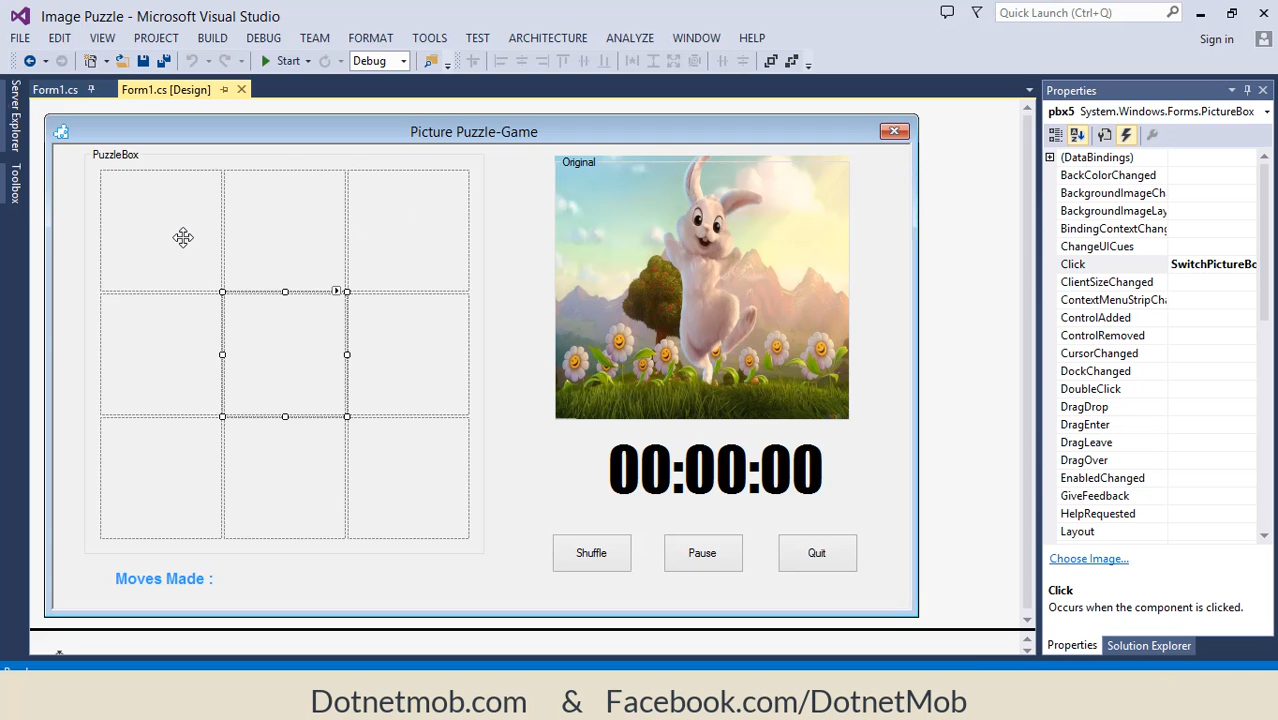 Image Puzzle - Microsoft Visual Studio
Quick Launch (Ctrl+Q)
FILE EDIT VIEW PROJECT BUILD DEBUG TEAM FORMAT TOOLS TEST ARCHITECTURE ANALYZE WINDOW HELP
Sign in
Start Debug
Server Explorer
Toolbox
Form1.cs Form1.cs [Design]
Picture Puzzle-Game
PuzzleBox
Original
00:00:00
Shuffle Pause Quit
Moves Made :
Properties
pbx5 System.Windows.Forms.PictureBox
(DataBindings)
BackColorChanged
BackgroundImageCh
BackgroundImageLay
BindingContextChang
ChangeUICues
Click SwitchPictureBo
ClientSizeChanged
ContextMenuStripCha
ControlAdded
ControlRemoved
CursorChanged
DockChanged
DoubleClick
DragDrop
DragEnter
DragLeave
DragOver
EnabledChanged
GiveFeedback
HelpRequested
Layout
Choose Image...
Click
Occurs when the component is clicked.
Properties Solution Explorer
Dotnetmob.com & Facebook.com/DotnetMob